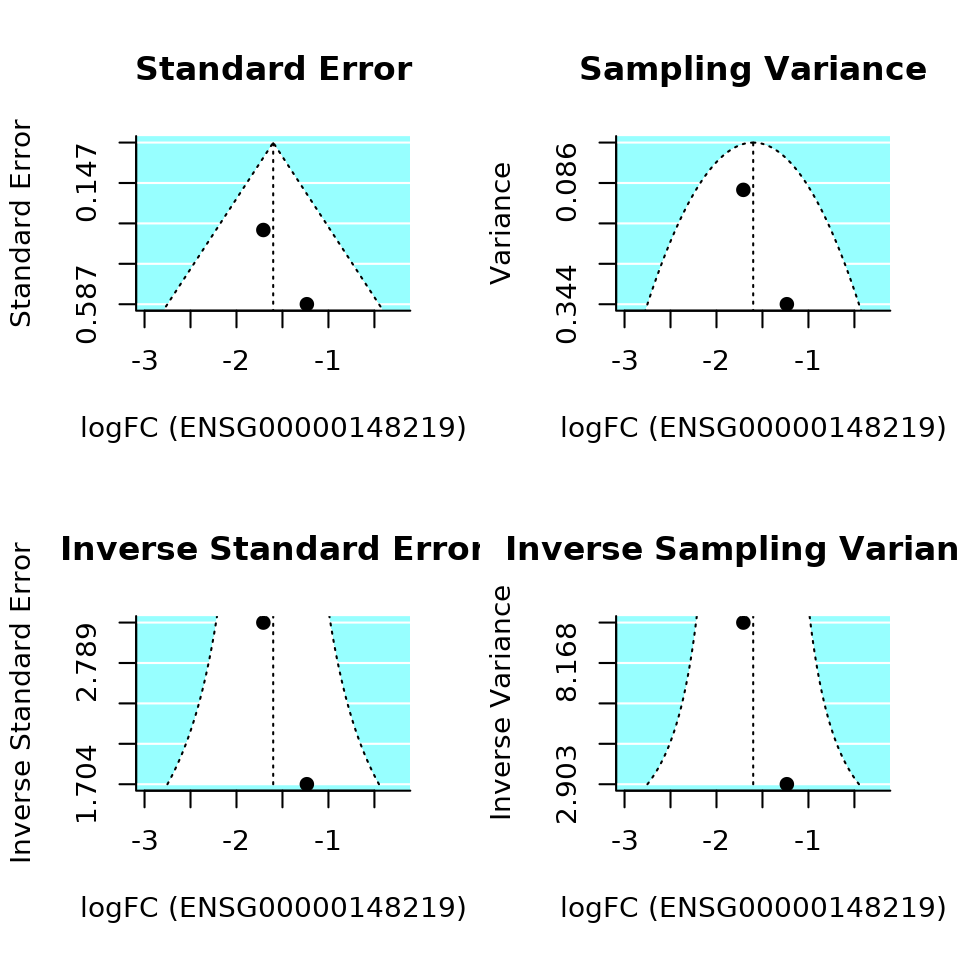 Standard Error
Standard Error
0.147
0.587
-3 -2 -1
logFC (ENSG00000148219)
Sampling Variance
Variance
0.086
0.344
-3 -2 -1
logFC (ENSG00000148219)
Inverse Standard Error
Inverse Standard Error
2.789
1.704
-3 -2 -1
logFC (ENSG00000148219)
Inverse Sampling Varian
Inverse Variance
8.168
2.903
-3 -2 -1
logFC (ENSG00000148219)